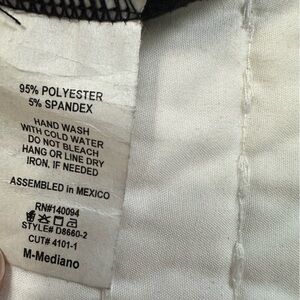 95% POLYESTER
5% SPANDEX
HAND WASH
WITH COLD WATER
DO NOT BLEACH
HANG OR LINE DRY
IRON, IF NEEDED
ASSEMBLED IN MEXICO
RN#140094
STYLE# D8660-2
CUT# 4101-1
M-Mediano